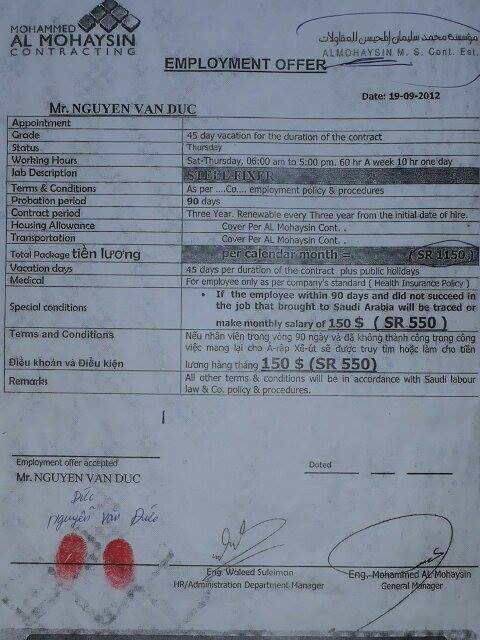 MOHAMMED
AL MOHAYSIN
CONTRACTING
مؤسسة محمد سليمان المحيسن للمقاولات
ALMOHAYSIN M. S. Cont. Est.
EMPLOYMENT OFFER
Date: 19-09-2012
Mr. NGUYEN VAN DUC
Appointment
Grade 45 day vacation for the duration of the contract
Status Thursday
Working Hours Sat-Thursday, 06:00 am to 5:00 pm. 60 hr A week 10 hr one day
Job Description STEEL FIXER
Terms & Conditions As per ....Co.... employment policy & procedures
Probation period 90 days
Contract period Three Year. Renewable every Three year from the initial date of hire.
Housing Allowance Cover Per AL Mohaysin Cont. .
Transportation Cover Per AL Mohaysin Cont. .
Total Package tiền lương per calendar month = ( SR 1150)
Vacation days 45 days per duration of the contract plus public holidays
Medical For employee only as per company's standard ( Health Insurance Policy )
Special conditions • If the employee within 90 days and did not succeed in
the job that brought to Saudi Arabia will be traced or
make monthly salary of 150 $ ( SR 550)
Terms and Conditions Nếu nhân viên trong vòng 90 ngày và đã không thành công trong công
việc mang lại cho Ả-rập Xê-út sẽ được truy tìm hoặc làm cho tiền
Điều khoản và Điều kiện lương hàng tháng 150 $ (SR 550)
Remarks All other terms & conditions will be in accordance with Saudi labour
law & Co. policy & procedures.
Employment offer accepted
Dated
Mr. NGUYEN VAN DUC
Đức
nguyễn văn Đức
Eng. Waleed Suleiman
HR/Administration Department Manager
Eng. Mohammed AL Mohaysin
General Manager